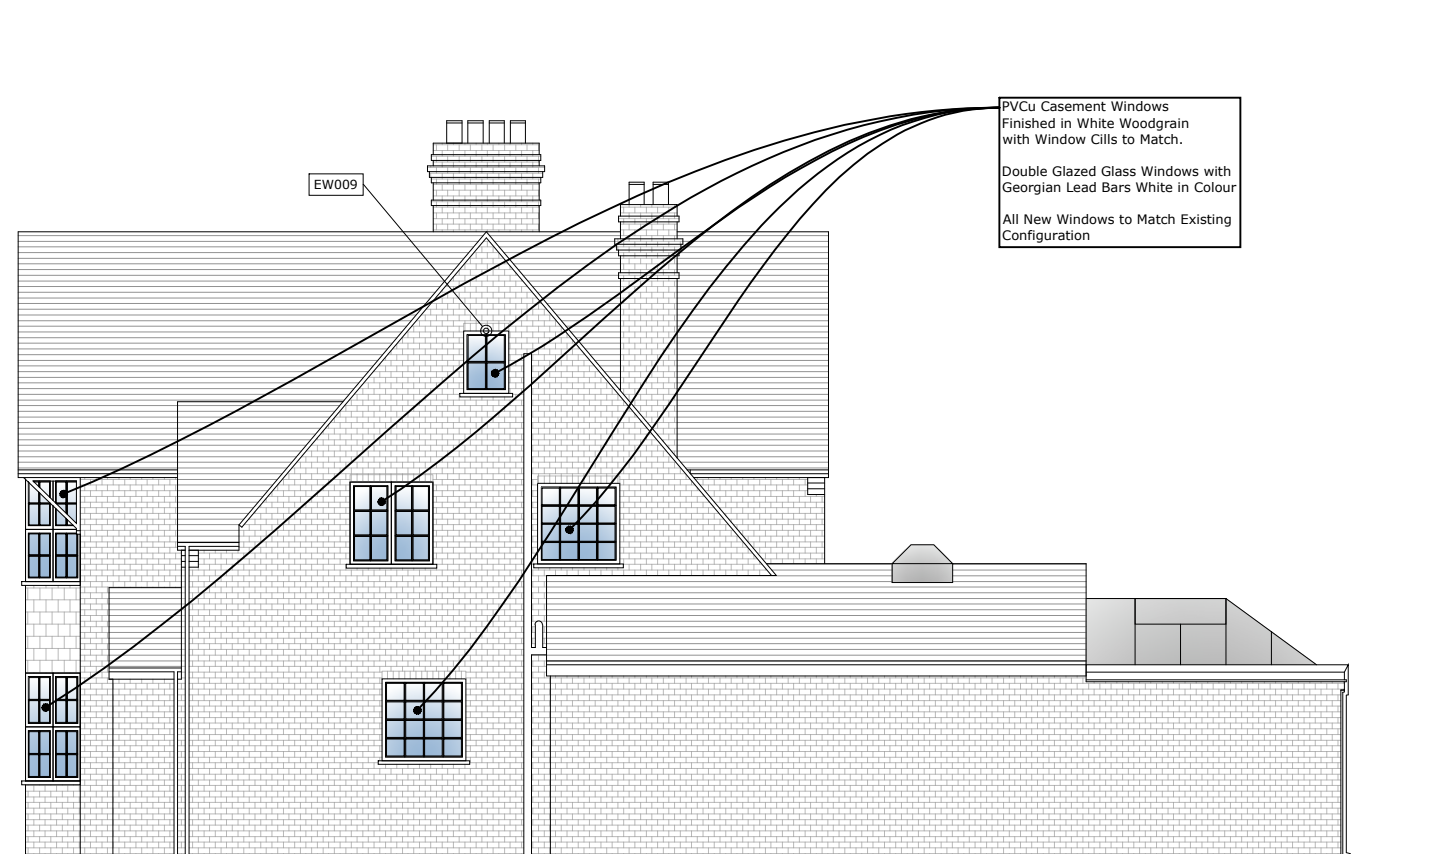 PVCu Casement Windows
Finished in White Woodgrain
with Window Cills to Match.
Double Glazed Glass Windows with
Georgian Lead Bars White in Colour
All New Windows to Match Existing
Configuration
EW009